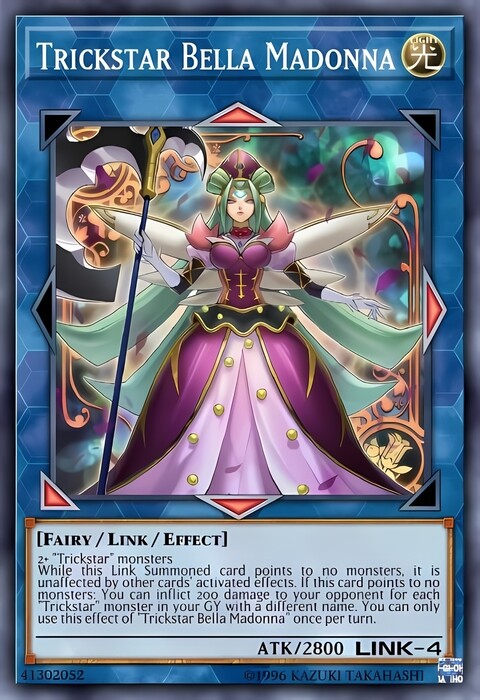 TRICKSTAR BELLA MADONNA
LIGHT
光
[FAIRY / LINK / EFFECT]
2+ "Trickstar" monsters
While this Link Summoned card points to no monsters, it is
unaffected by other cards' activated effects. If this card points to no
monsters: You can inflict 200 damage to your opponent for each
"Trickstar" monster in your GY with a different name. You can only
use this effect of "Trickstar Bella Madonna" once per turn.
ATK/2800 LINK-4
41302052 ©1996 KAZUKI TAKAHASHI